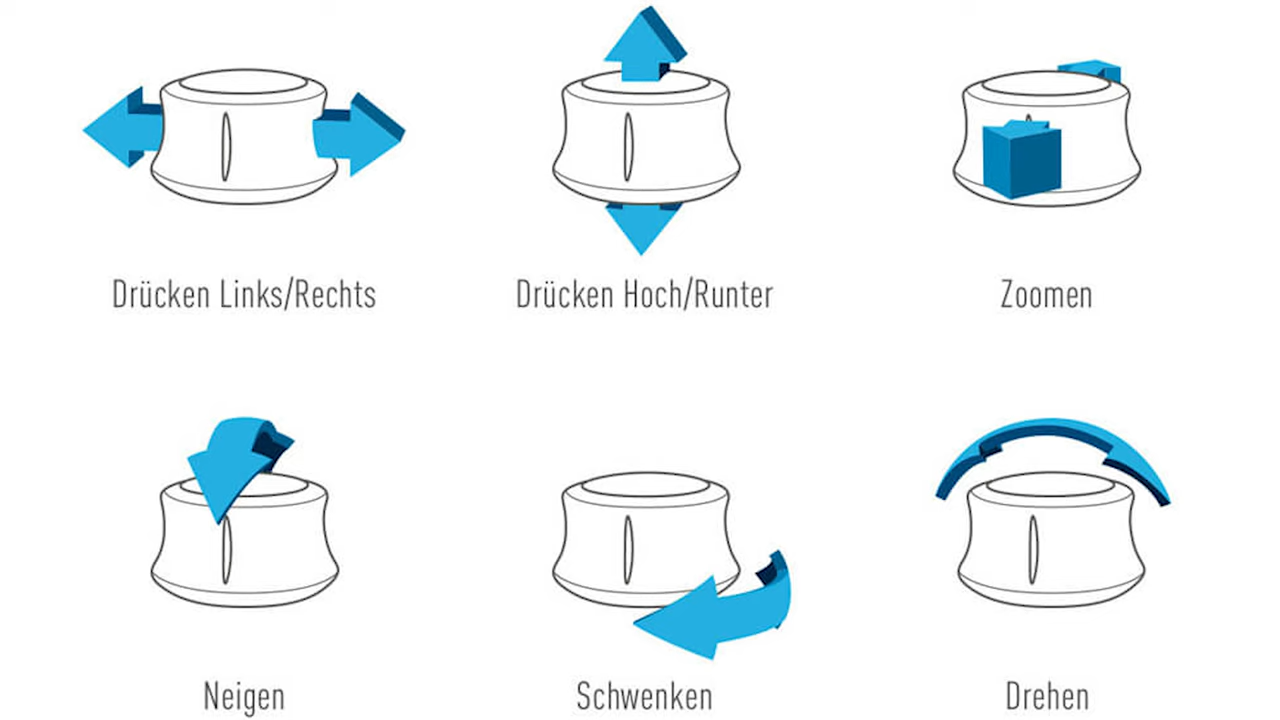 Drücken Links/Rechts
Drücken Hoch/Runter
Zoomen
Neigen
Schwenken
Drehen